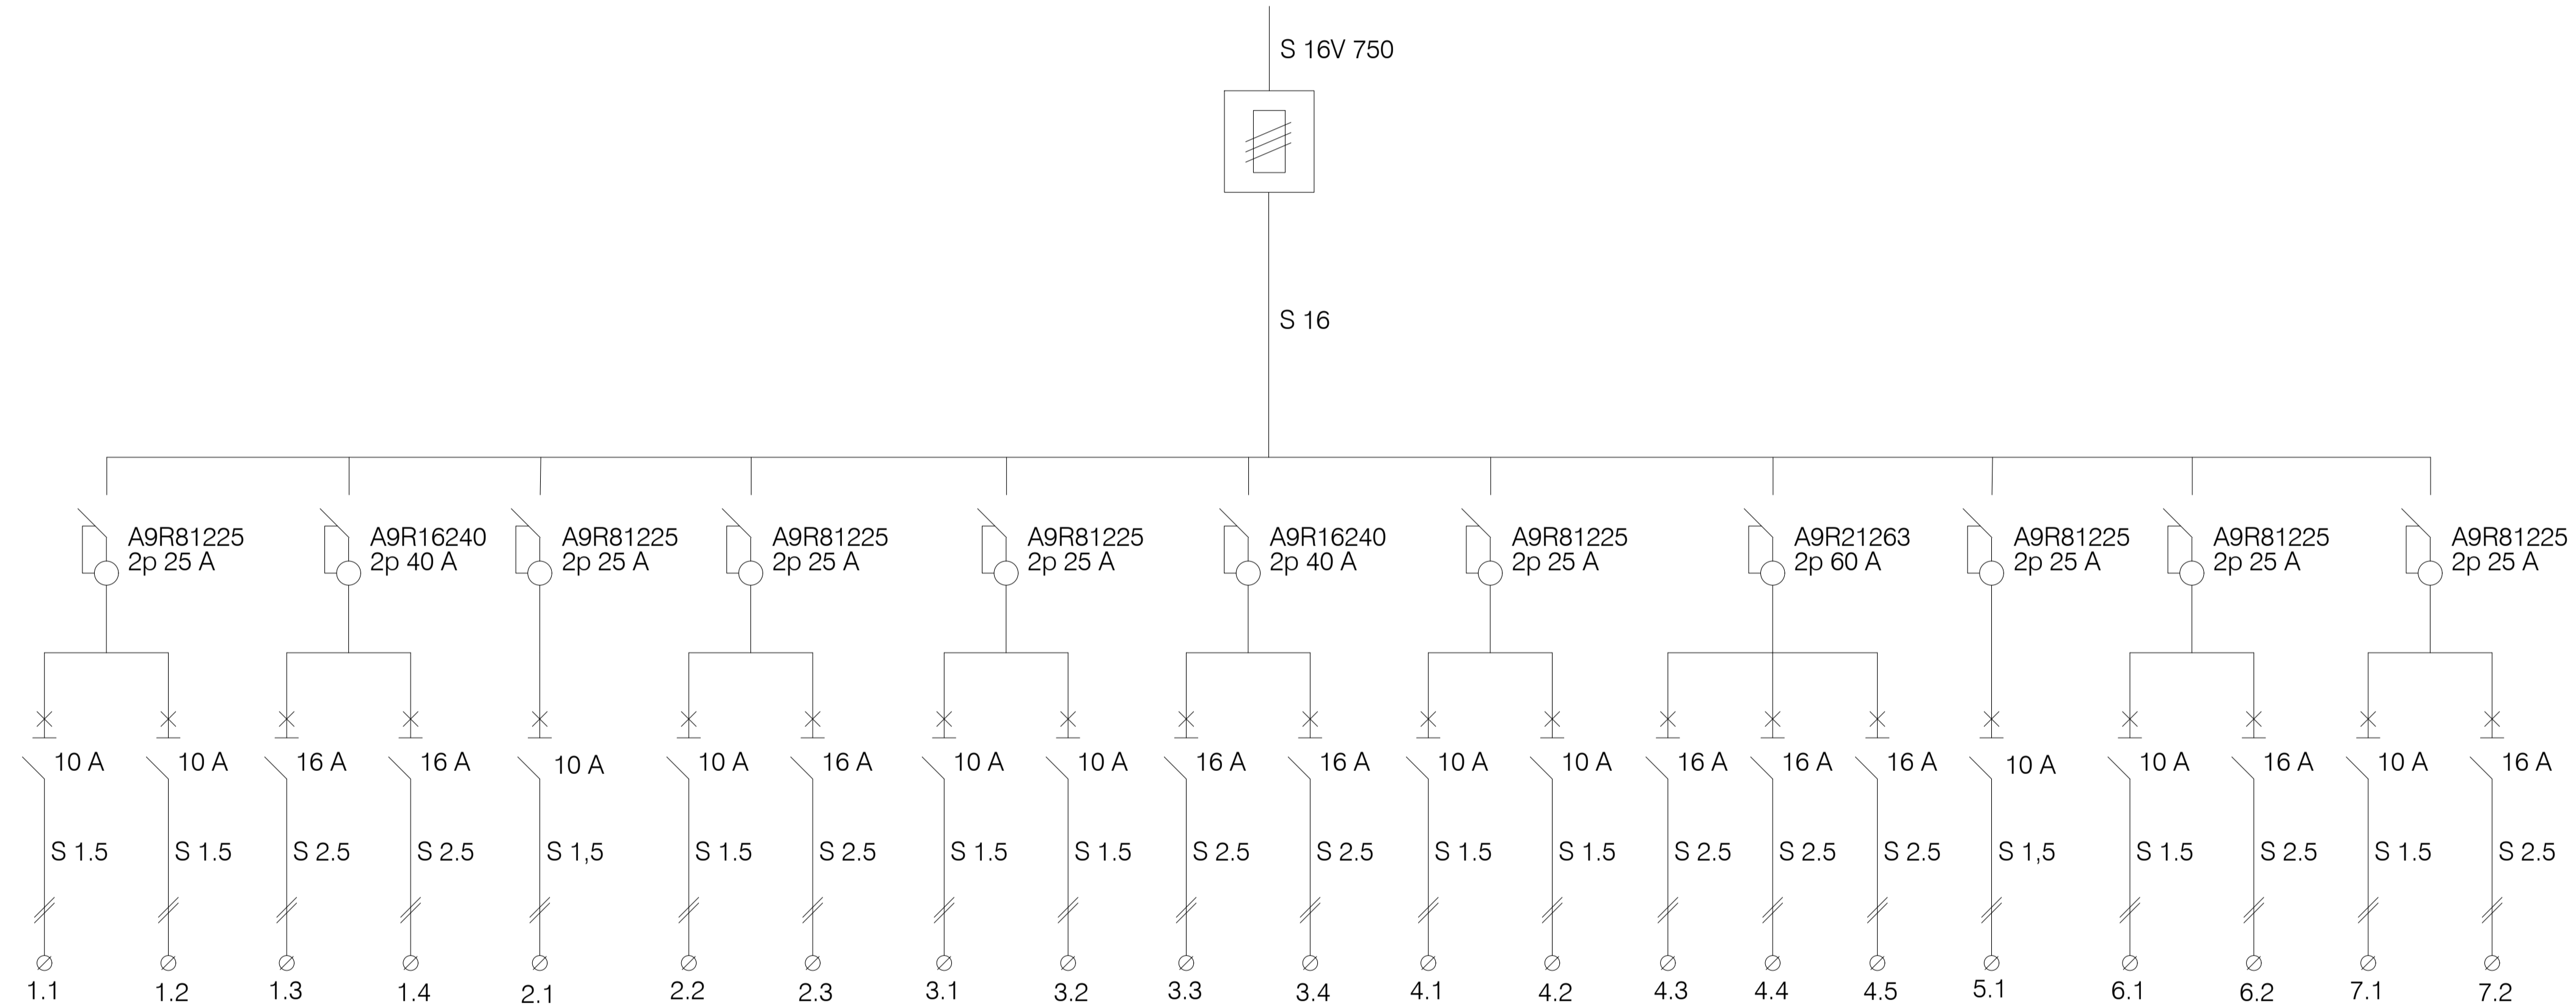 S 16V 750
S 16
A9R81225
2p 25 A
A9R16240
2p 40 A
A9R81225
2p 25 A
A9R81225
2p 25 A
A9R81225
2p 25 A
A9R16240
2p 40 A
A9R81225
2p 25 A
A9R21263
2p 60 A
A9R81225
2p 25 A
A9R81225
2p 25 A
A9R81225
2p 25 A
10 A
10 A
16 A
16 A
10 A
10 A
16 A
10 A
10 A
16 A
16 A
10 A
10 A
16 A
16 A
16 A
10 A
10 A
16 A
10 A
16 A
S 1.5
S 1.5
S 2.5
S 2.5
S 1,5
S 1.5
S 2.5
S 1.5
S 1.5
S 2.5
S 2.5
S 1.5
S 1.5
S 2.5
S 2.5
S 2.5
S 1,5
S 1.5
S 2.5
S 1.5
S 2.5
1.1
1.2
1.3
1.4
2.1
2.2
2.3
3.1
3.2
3.3
3.4
4.1
4.2
4.3
4.4
4.5
5.1
6.1
6.2
7.1
7.2